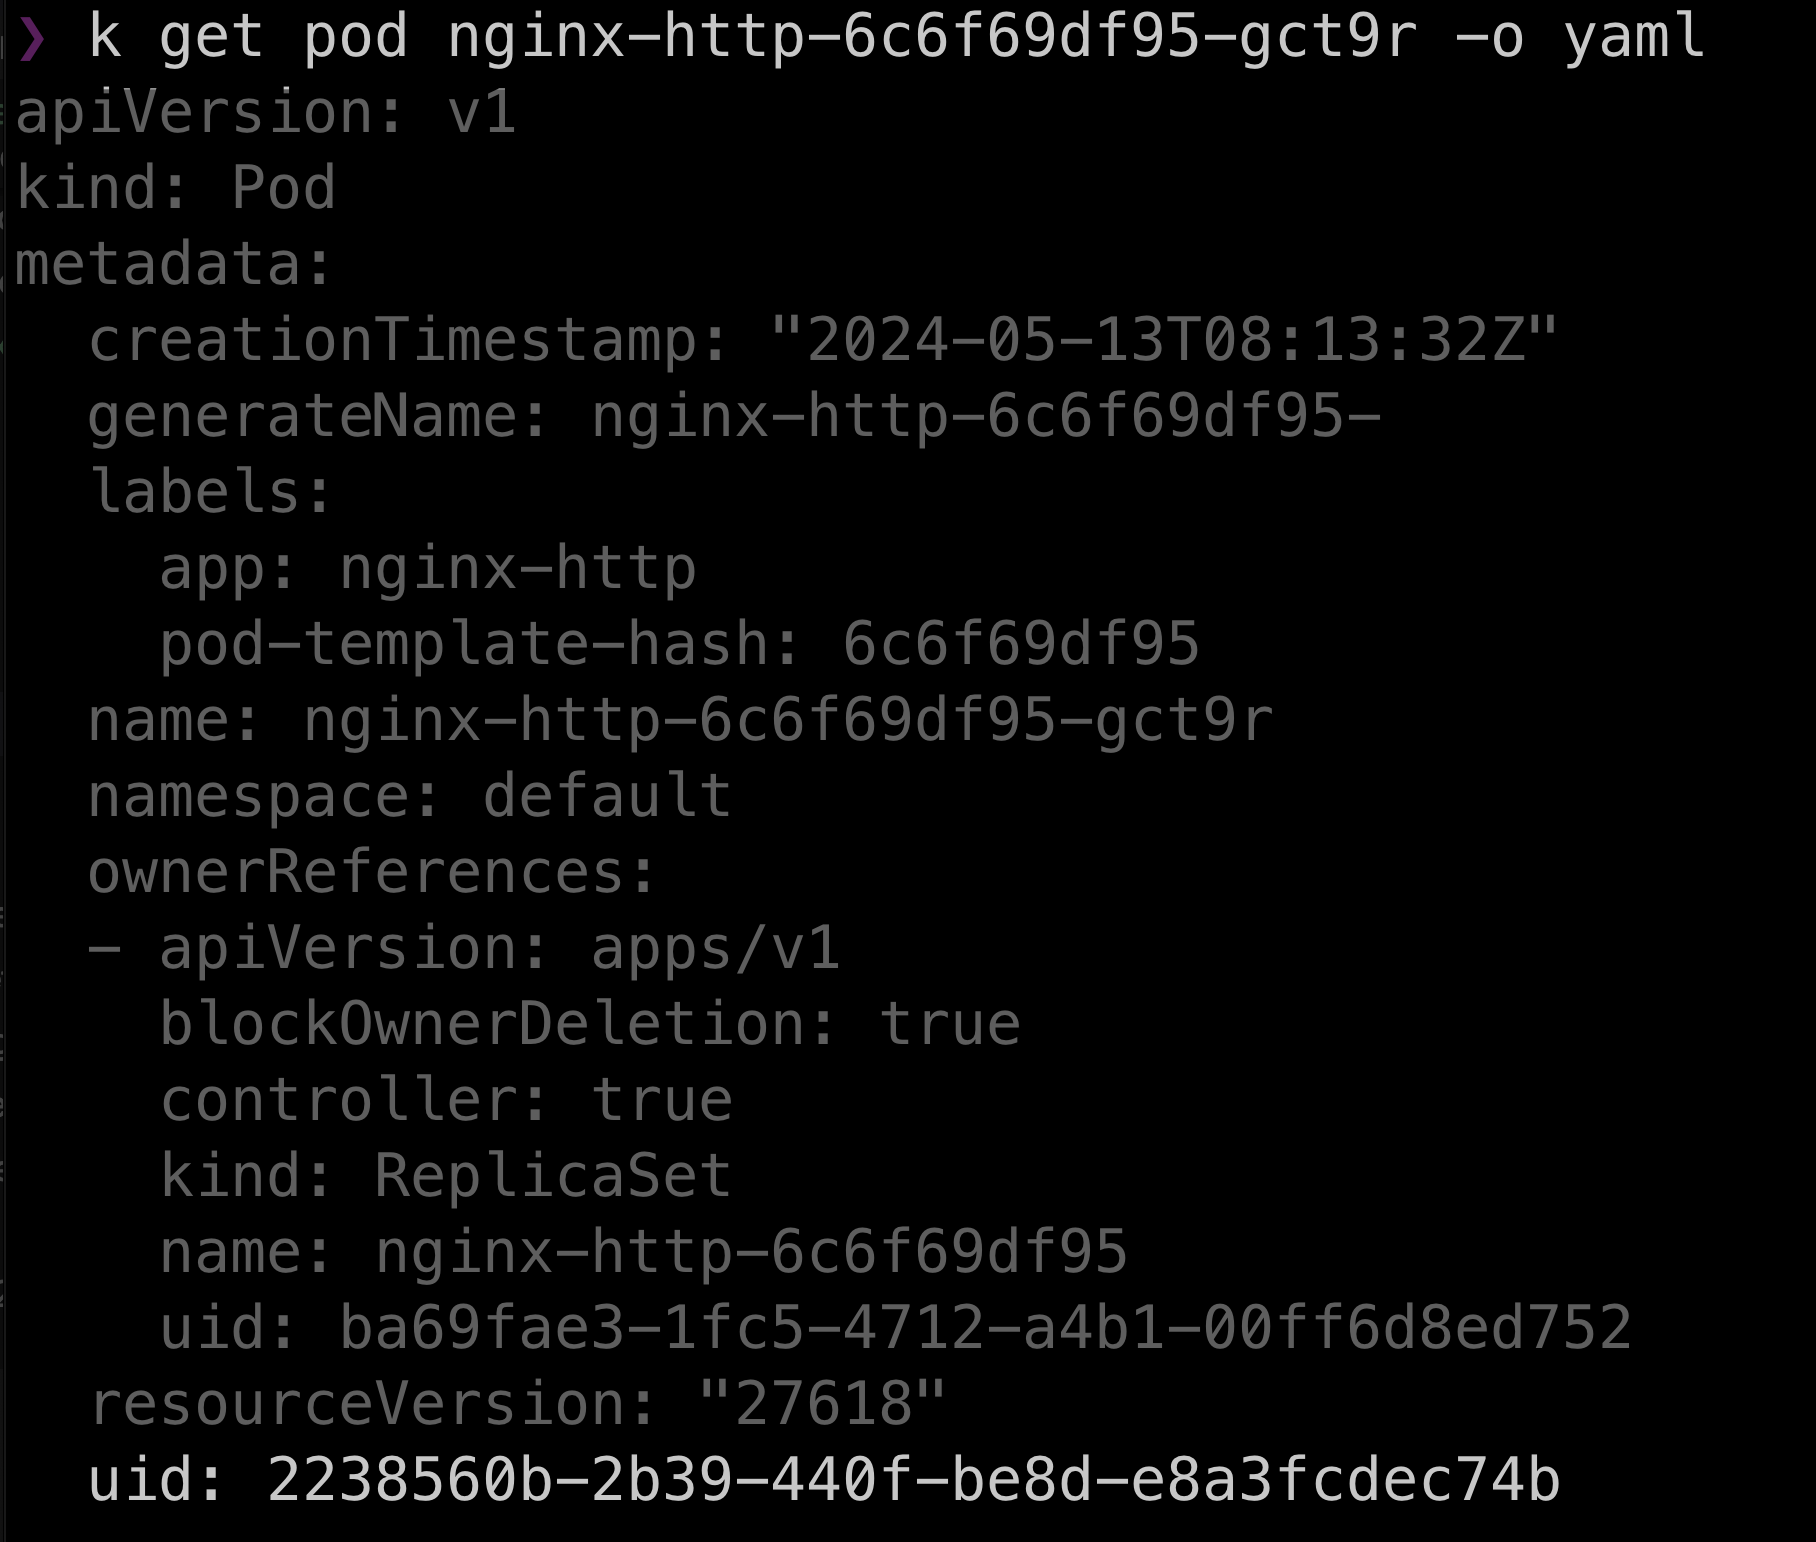 ❯ k get pod nginx-http-6c6f69df95-gct9r -o yaml
apiVersion: v1
kind: Pod
metadata:
  creationTimestamp: "2024-05-13T08:13:32Z"
  generateName: nginx-http-6c6f69df95-
  labels:
    app: nginx-http
    pod-template-hash: 6c6f69df95
  name: nginx-http-6c6f69df95-gct9r
  namespace: default
  ownerReferences:
  - apiVersion: apps/v1
    blockOwnerDeletion: true
    controller: true
    kind: ReplicaSet
    name: nginx-http-6c6f69df95
    uid: ba69fae3-1fc5-4712-a4b1-00ff6d8ed752
  resourceVersion: "27618"
  uid: 2238560b-2b39-440f-be8d-e8a3fcdec74b